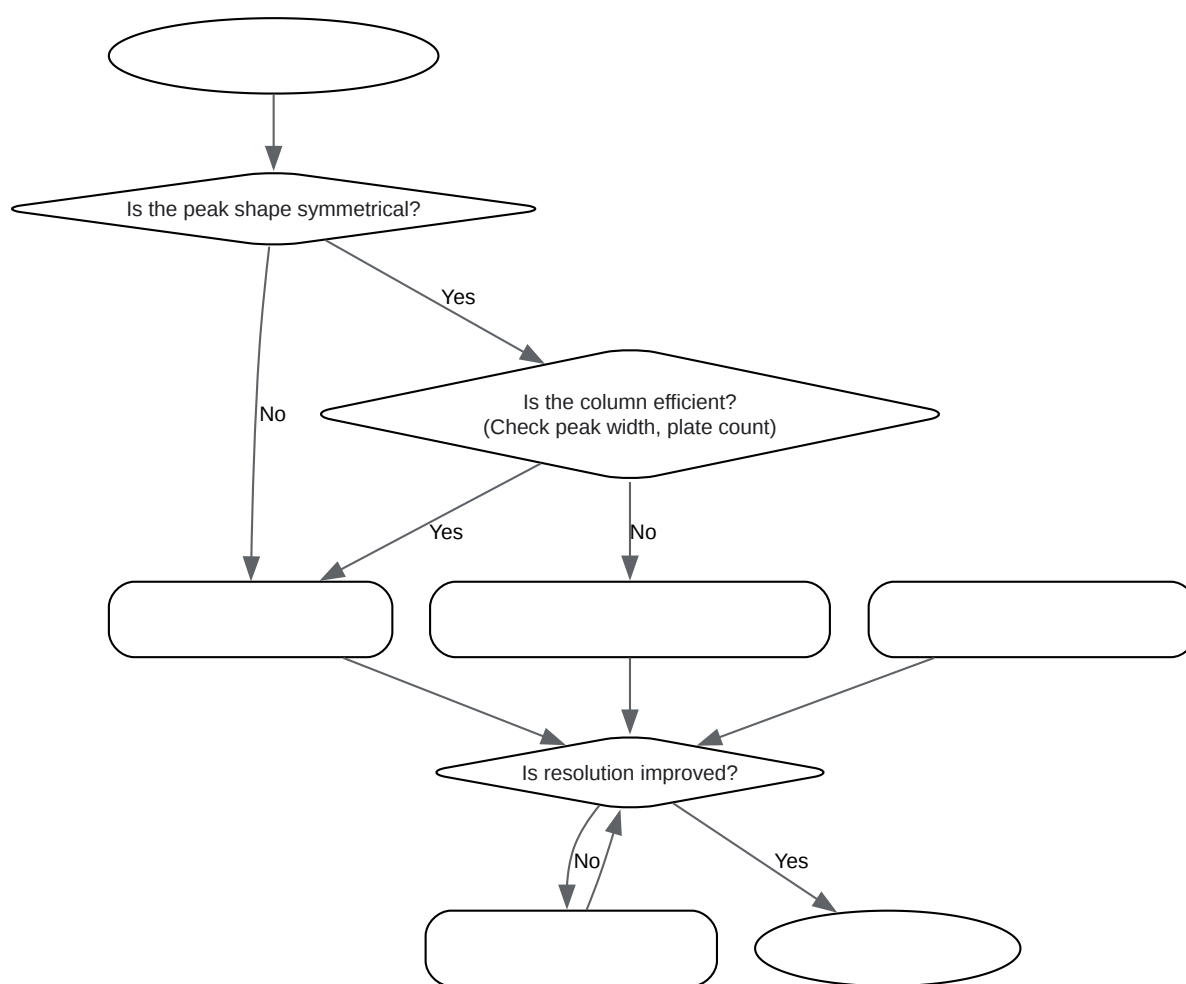 Is the peak shape symmetrical?
Yes
No
Is the column efficient?
(Check peak width, plate count)
Yes
No
Is resolution improved?
No
Yes